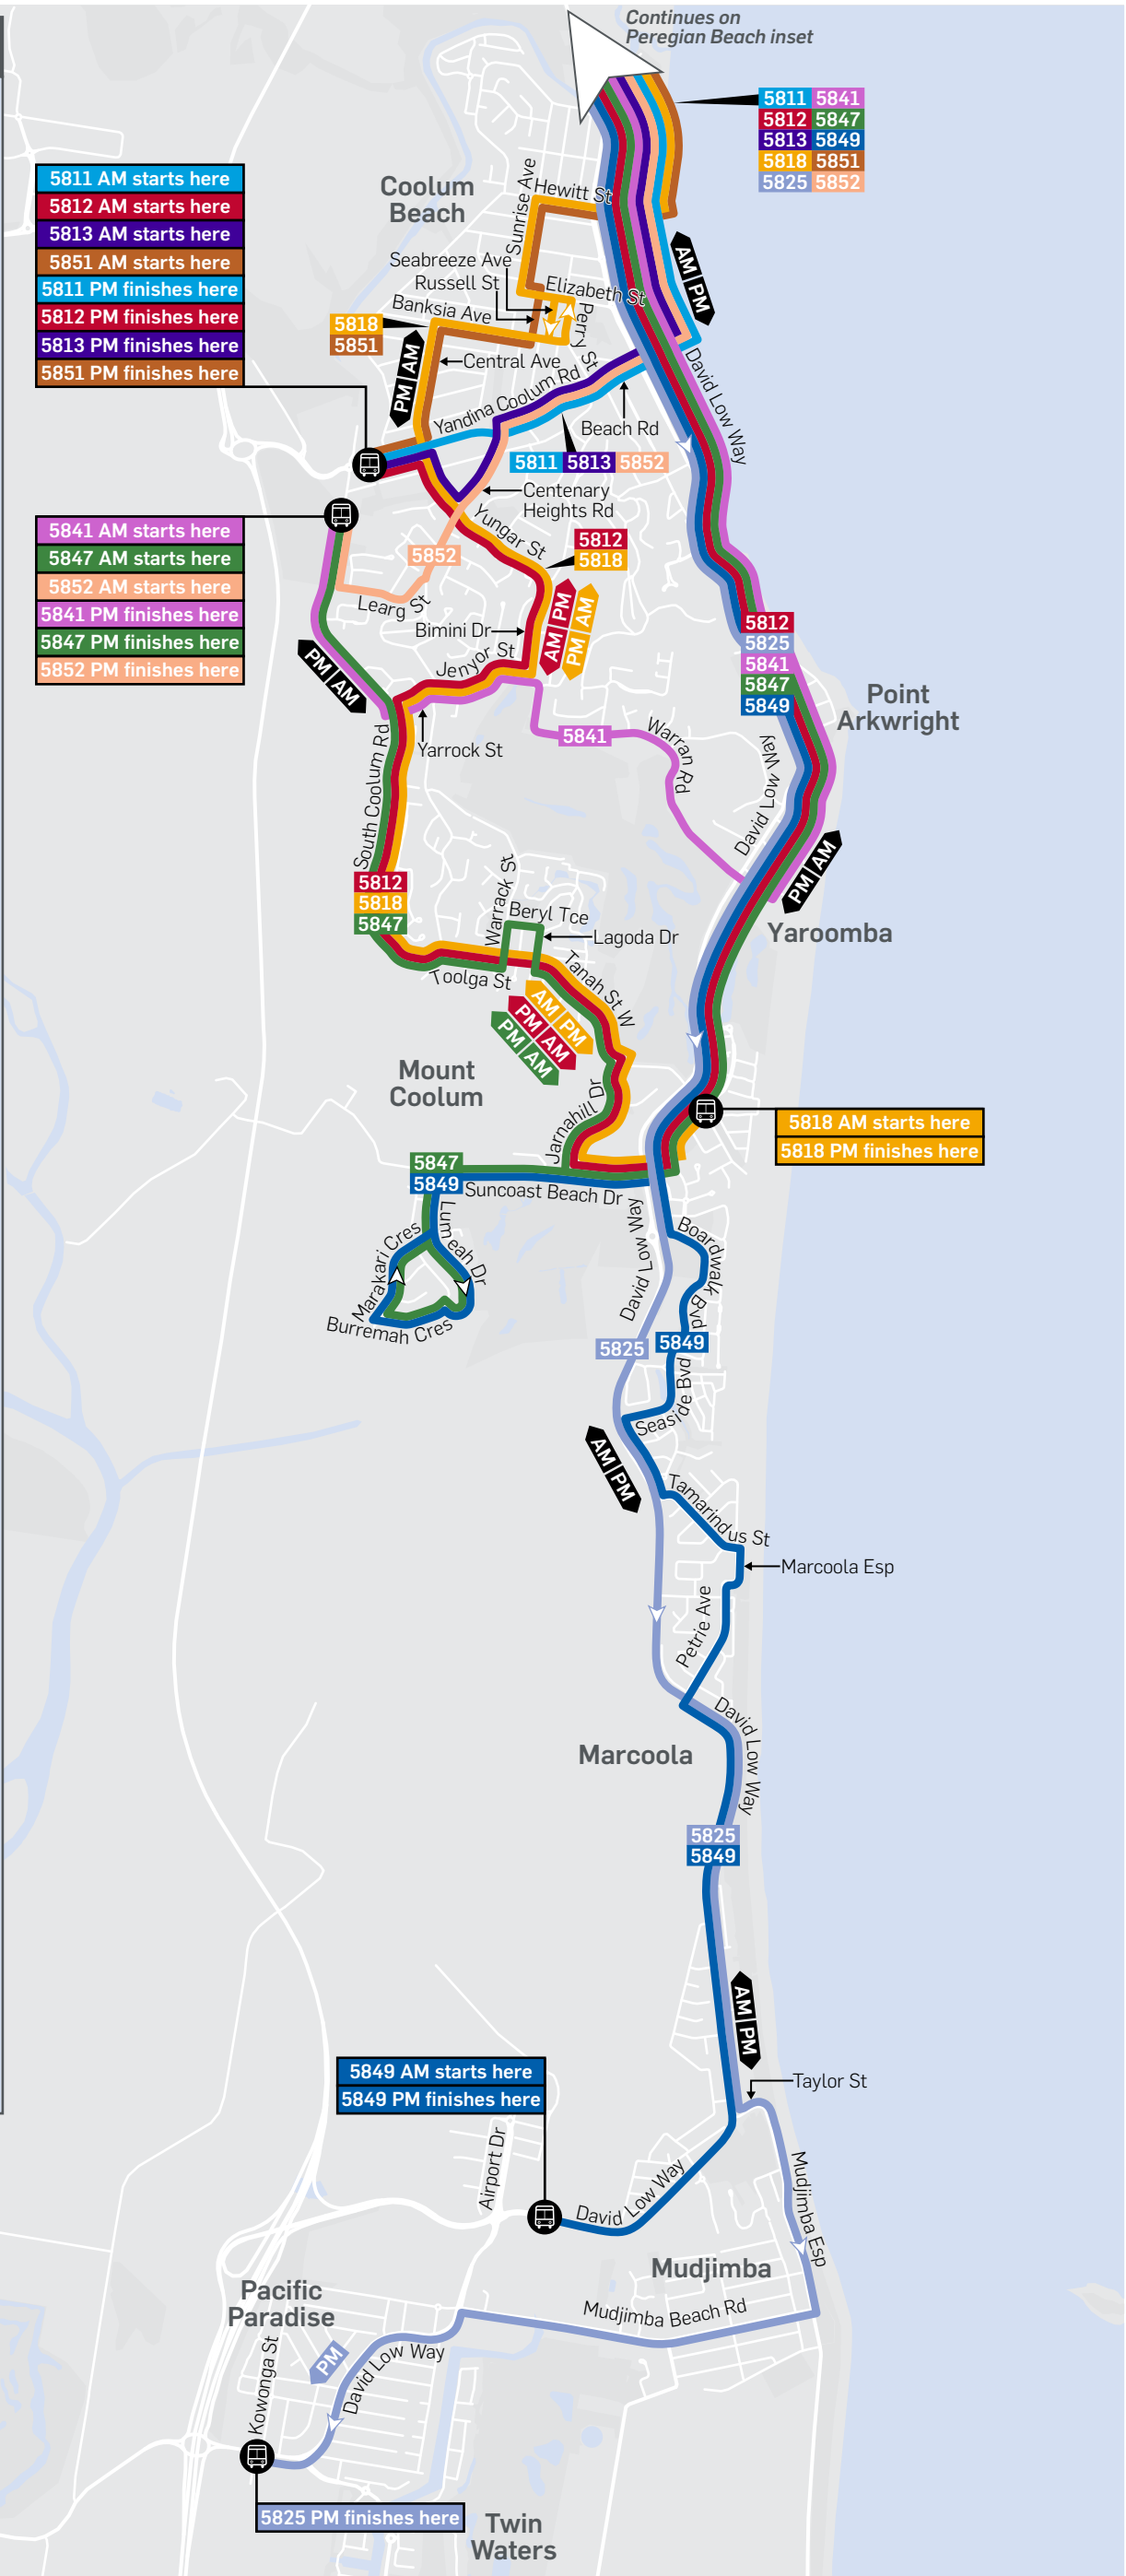 Continues on
Peregian Beach inset
5811 5841
5812 5847
5813 5849
5818 5851
5825 5852
5811 AM starts here
5812 AM starts here
5813 AM starts here
5851 AM starts here
5811 PM finishes here
5812 PM finishes here
5813 PM finishes here
5851 PM finishes here
Coolum
Beach
Sunrise Ave
Hewitt St
AM|PM
Seabreeze Ave
Russell St
Elizabeth St
Banksia Ave
Perry St
5818
5851
PM|AM
Central Ave
Yandina Coolum Rd
David Low Way
Beach Rd
5811 5813 5852
Centenary
Heights Rd
Yungar St
5841 AM starts here
5847 AM starts here
5852 AM starts here
5841 PM finishes here
5847 PM finishes here
5852 PM finishes here
5852
5812
5818
Learg St
AM|PM
PM|AM
Bimini Dr
Jenyor St
PM|AM
5812
5825
5841
5847
5849
Point
Arkwright
Yarrock St
5841
Warran Rd
South Coolum Rd
David Low Way
PM|AM
5812
5818
5847
Warrack St
Beryl Tce
Lagoda Dr
Yaroomba
Toolga St
Tanah St W
AM|PM
PM|AM
PM|AM
Mount
Coolum
Jarnahill Dr
5818 AM starts here
5818 PM finishes here
5847
5849
Suncoast Beach Dr
Lumeah Dr
Marakari Cres
Burremah Cres
David Low Way
Boardwalk Bvd
5825
5849
Seaside Bvd
AM|PM
Tamarindus St
Marcoola Esp
Petrie Ave
David Low Way
Marcoola
5825
5849
AM|PM
5849 AM starts here
5849 PM finishes here
Taylor St
Airport Dr
David Low Way
Mudjimba Esp
Mudjimba
Pacific
Paradise
Mudjimba Beach Rd
PM
David Low Way
Kowonga St
5825 PM finishes here
Twin
Waters